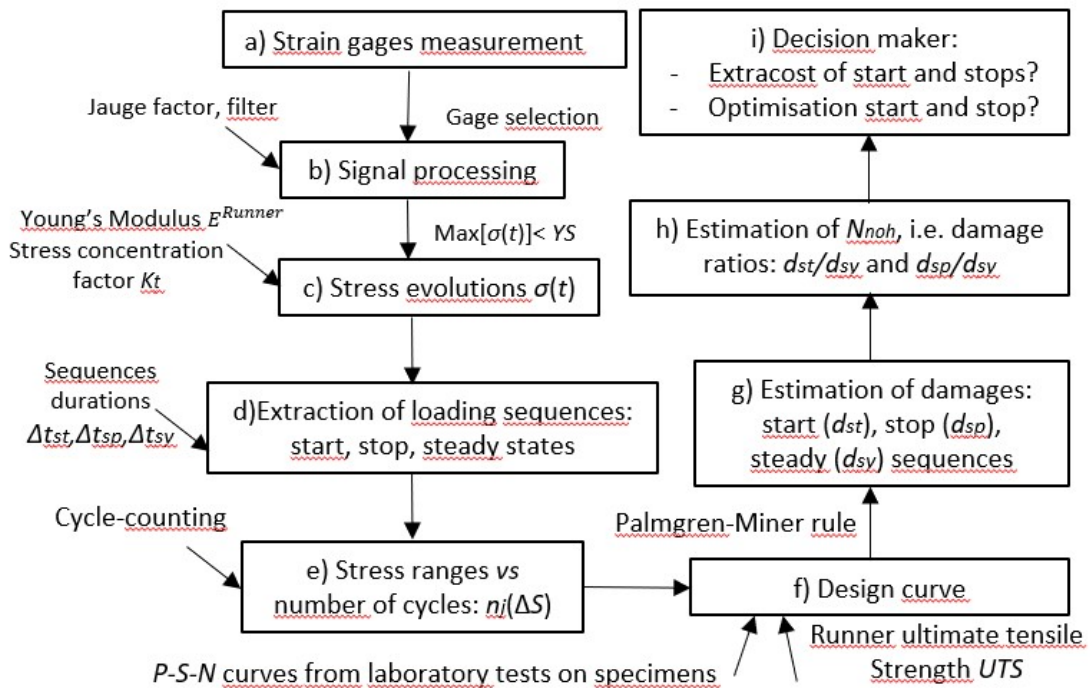 a) Strain gages measurement
Jauge factor, filter
Gage selection
b) Signal processing
Young's Modulus E^Runner
Stress concentration
factor Kt
Max[σ(t)]< YS
c) Stress evolutions σ(t)
Sequences
durations
Δtst,Δtsp,Δtsy
d)Extraction of loading sequences:
start, stop, steady states
Cycle-counting
e) Stress ranges vs
number of cycles: nj(ΔS)
P-S-N curves from laboratory tests on specimens
Runner ultimate tensile
Strength UTS
f) Design curve
Palmgren-Miner rule
g) Estimation of damages:
start (dst), stop (dsp),
steady (dsy) sequences
h) Estimation of Nnoh, i.e. damage
ratios: dst/dsy and dsp/dsy
i) Decision maker:
- Extracost of start and stops?
- Optimisation start and stop?